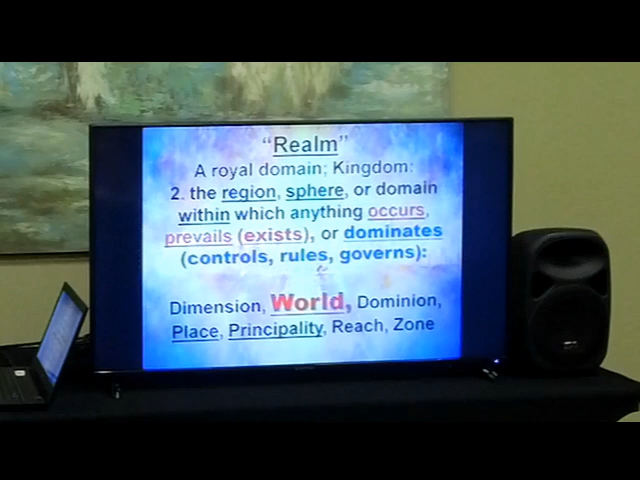 “Realm”
A royal domain; Kingdom:
2. the region, sphere, or domain
within which anything occurs,
prevails (exists), or dominates
(controls, rules, governs):
Dimension, World, Dominion,
Place, Principality, Reach, Zone